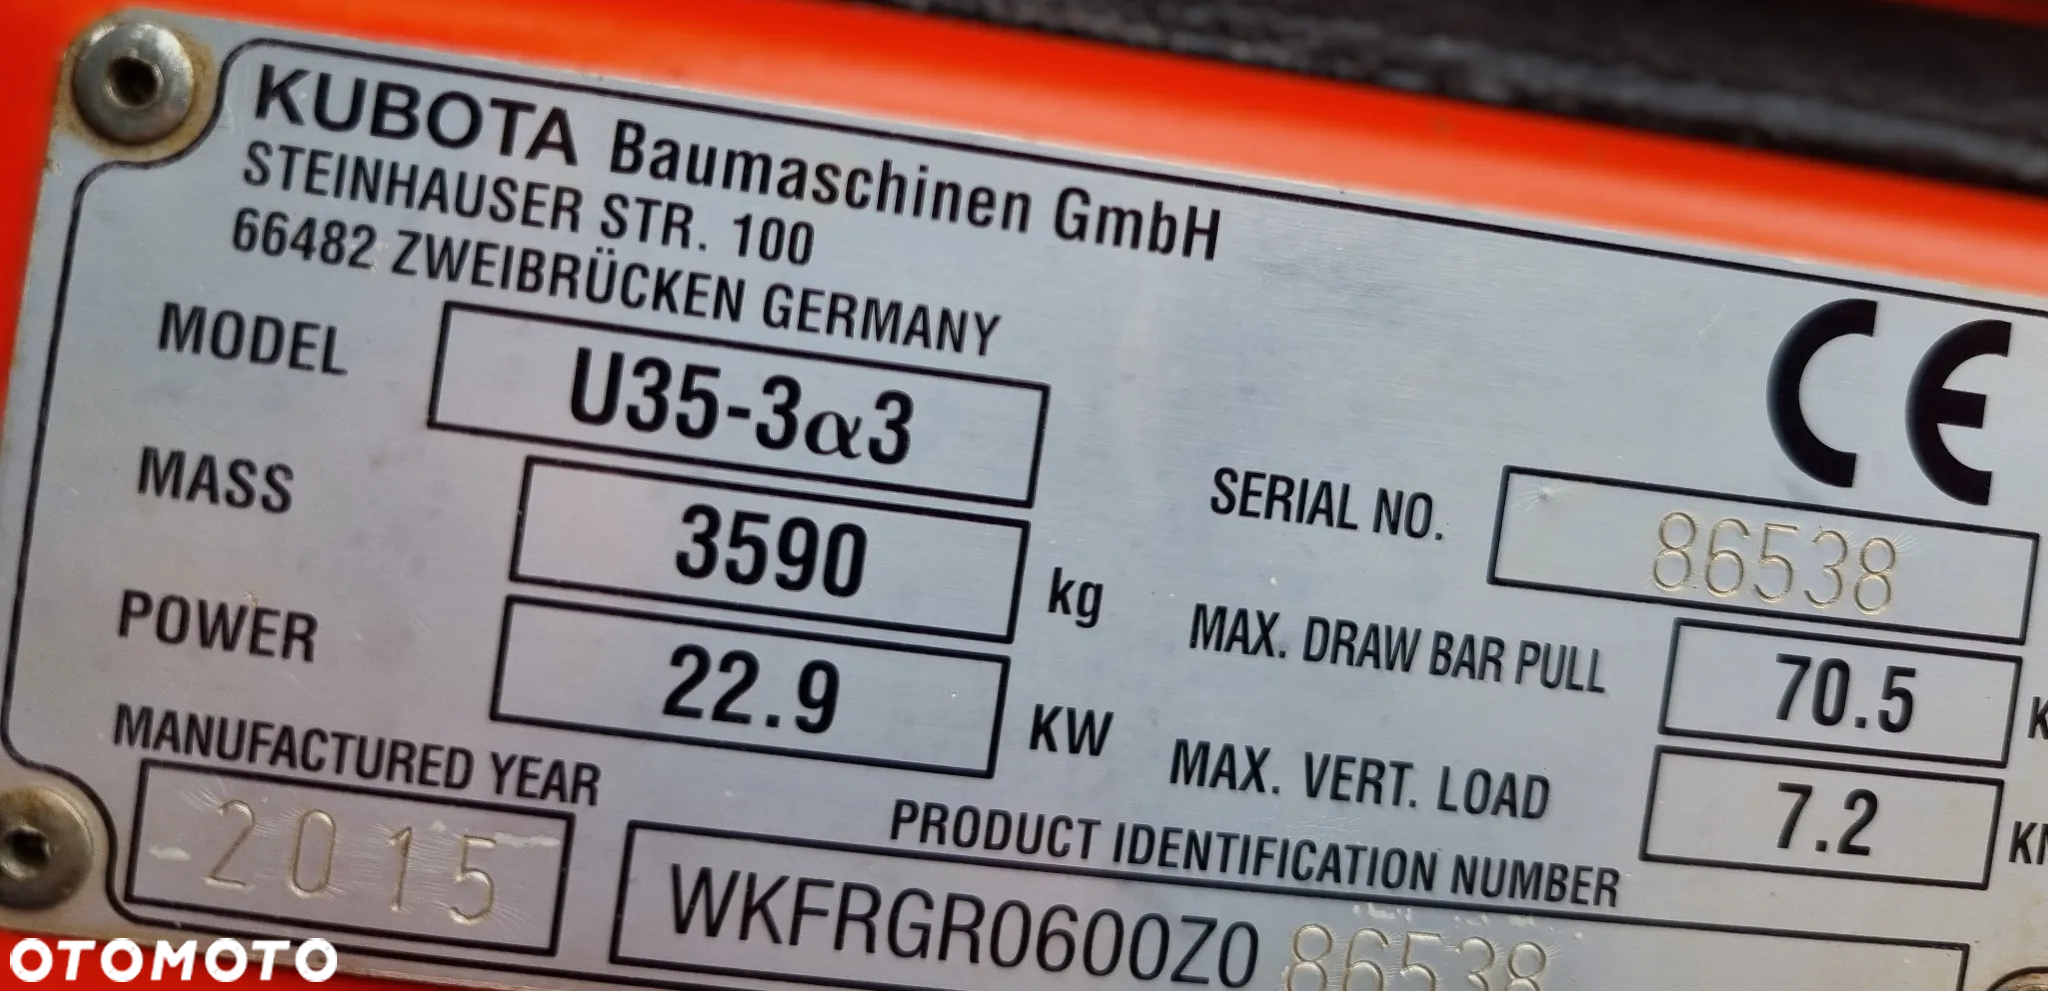 KUBOTA Baumaschinen GmbH
STEINHAUSER STR. 100
66482 ZWEIBRÜCKEN GERMANY
CE
MODEL U35-3α3
MASS 3590 kg
SERIAL NO. 86538
POWER 22.9 KW
MAX. DRAW BAR PULL 70.5
MANUFACTURED YEAR
2015
MAX. VERT. LOAD 7.2
PRODUCT IDENTIFICATION NUMBER
WKFRGR0600Z086538
OTOMOTO